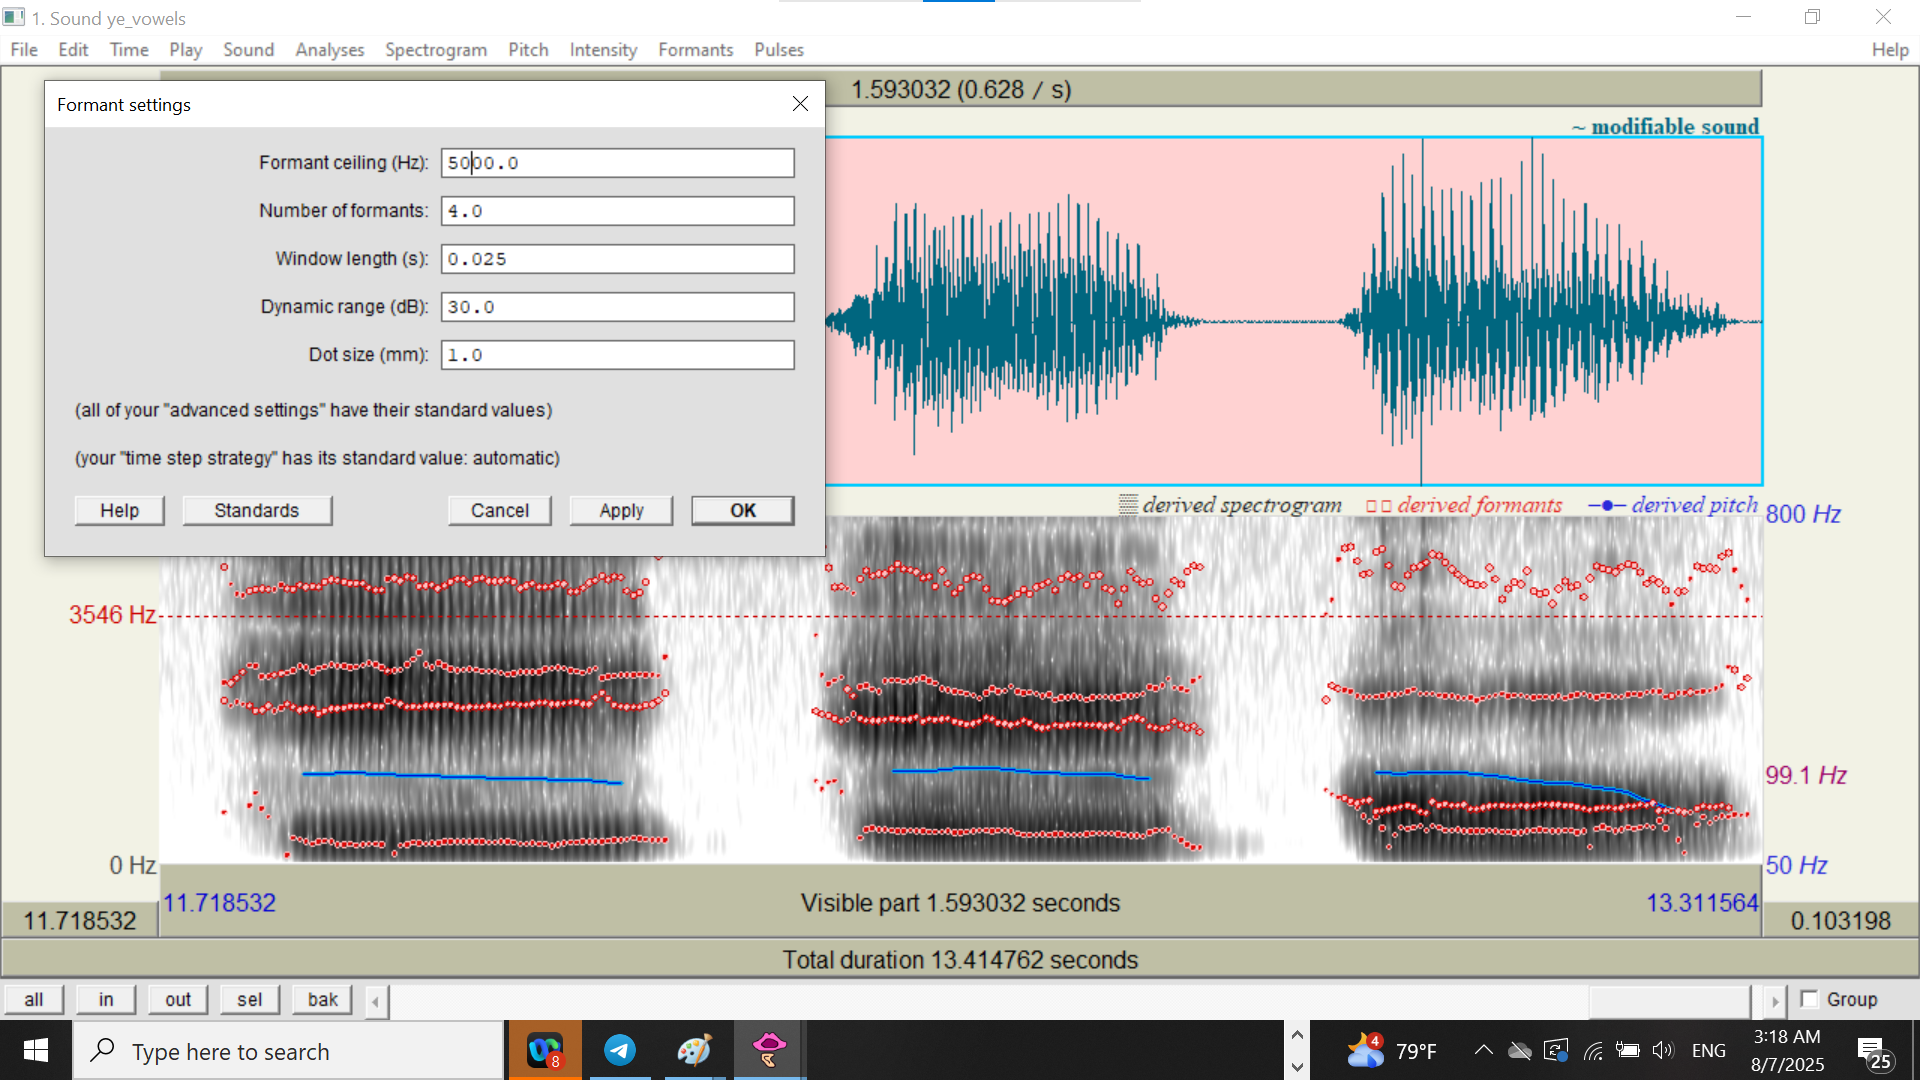 1. Sound ye_vowels
File Edit Time Play Sound Analyses Spectrogram Pitch Intensity Formants Pulses Help
1.593032 (0.628 / s)
~ modifiable sound
Formant settings
Formant ceiling (Hz): 5000.0
Number of formants: 4.0
Window length (s): 0.025
Dynamic range (dB): 30.0
Dot size (mm): 1.0
(all of your "advanced settings" have their standard values)
(your "time step strategy" has its standard value: automatic)
Help Standards Cancel Apply OK
derived spectrogram derived formants derived pitch
800 Hz
3546 Hz
99.1 Hz
0 Hz
50 Hz
11.718532 Visible part 1.593032 seconds 13.311564
11.718532 0.103198
Total duration 13.414762 seconds
all in out sel bak Group
Type here to search
8
4
79°F
ENG
3:18 AM
8/7/2025
25